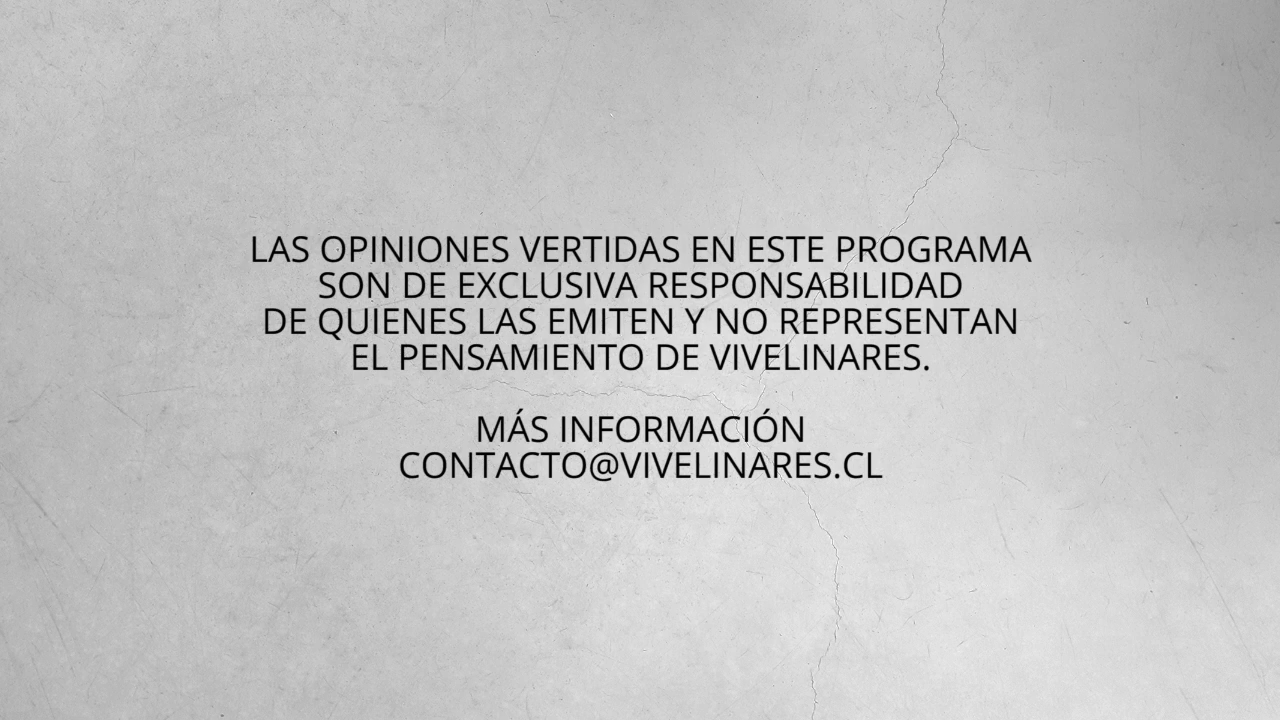 LAS OPINIONES VERTIDAS EN ESTE PROGRAMA
SON DE EXCLUSIVA RESPONSABILIDAD
DE QUIENES LAS EMITEN Y NO REPRESENTAN
EL PENSAMIENTO DE VIVELINARES.
MÁS INFORMACIÓN
CONTACTO@VIVELINARES.CL